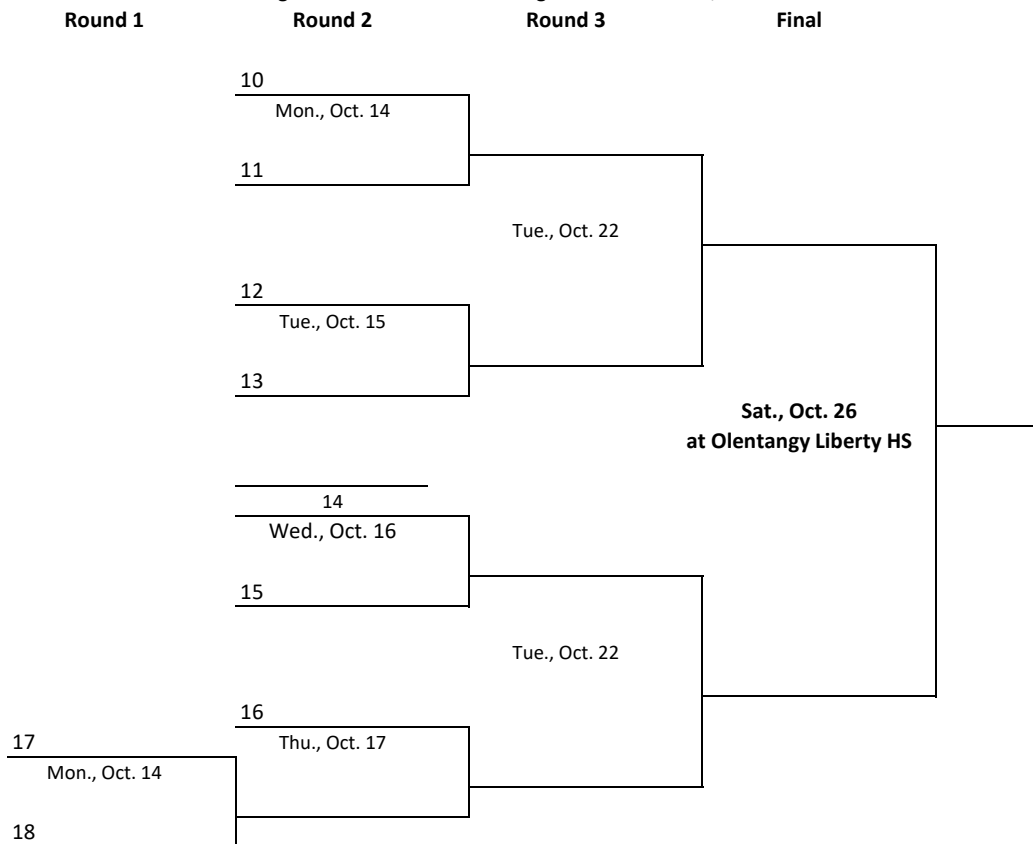 Round 1 Round 2 Round 3 Final
10
Mon., Oct. 14
11
Tue., Oct. 22
12
Tue., Oct. 15
13
Sat., Oct. 26
at Olentangy Liberty HS
14
Wed., Oct. 16
15
Tue., Oct. 22
16
17 Thu., Oct. 17
Mon., Oct. 14
18